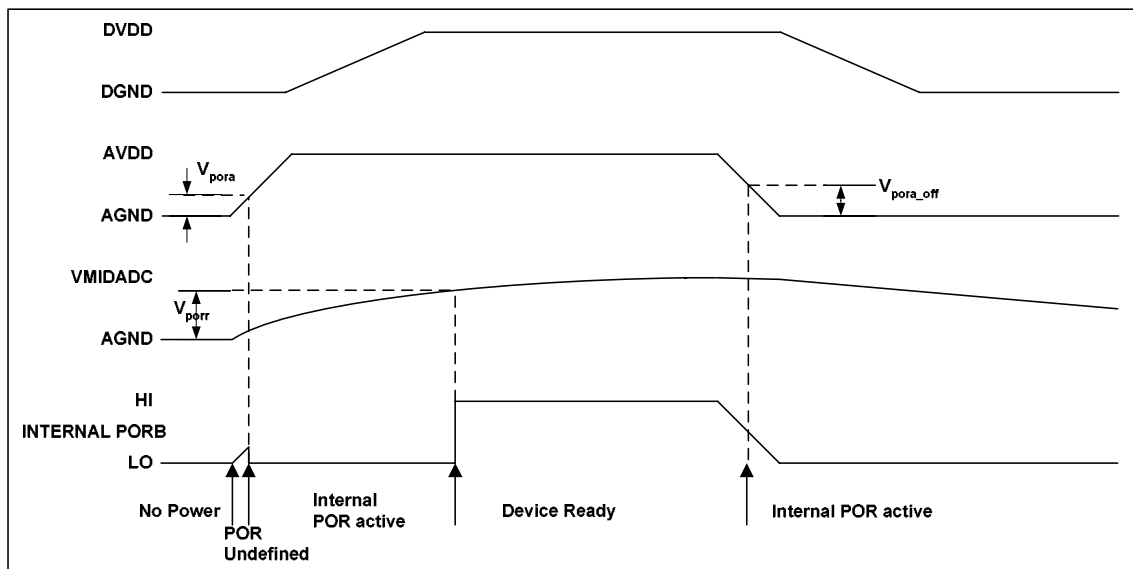 DVDD
DGND
AVDD
Vpora
Vpora_off
AGND
VMIDADC
Vporr
AGND
HI
INTERNAL PORB
LO
No Power
POR
Undefined
Internal
POR active
Device Ready
Internal POR active